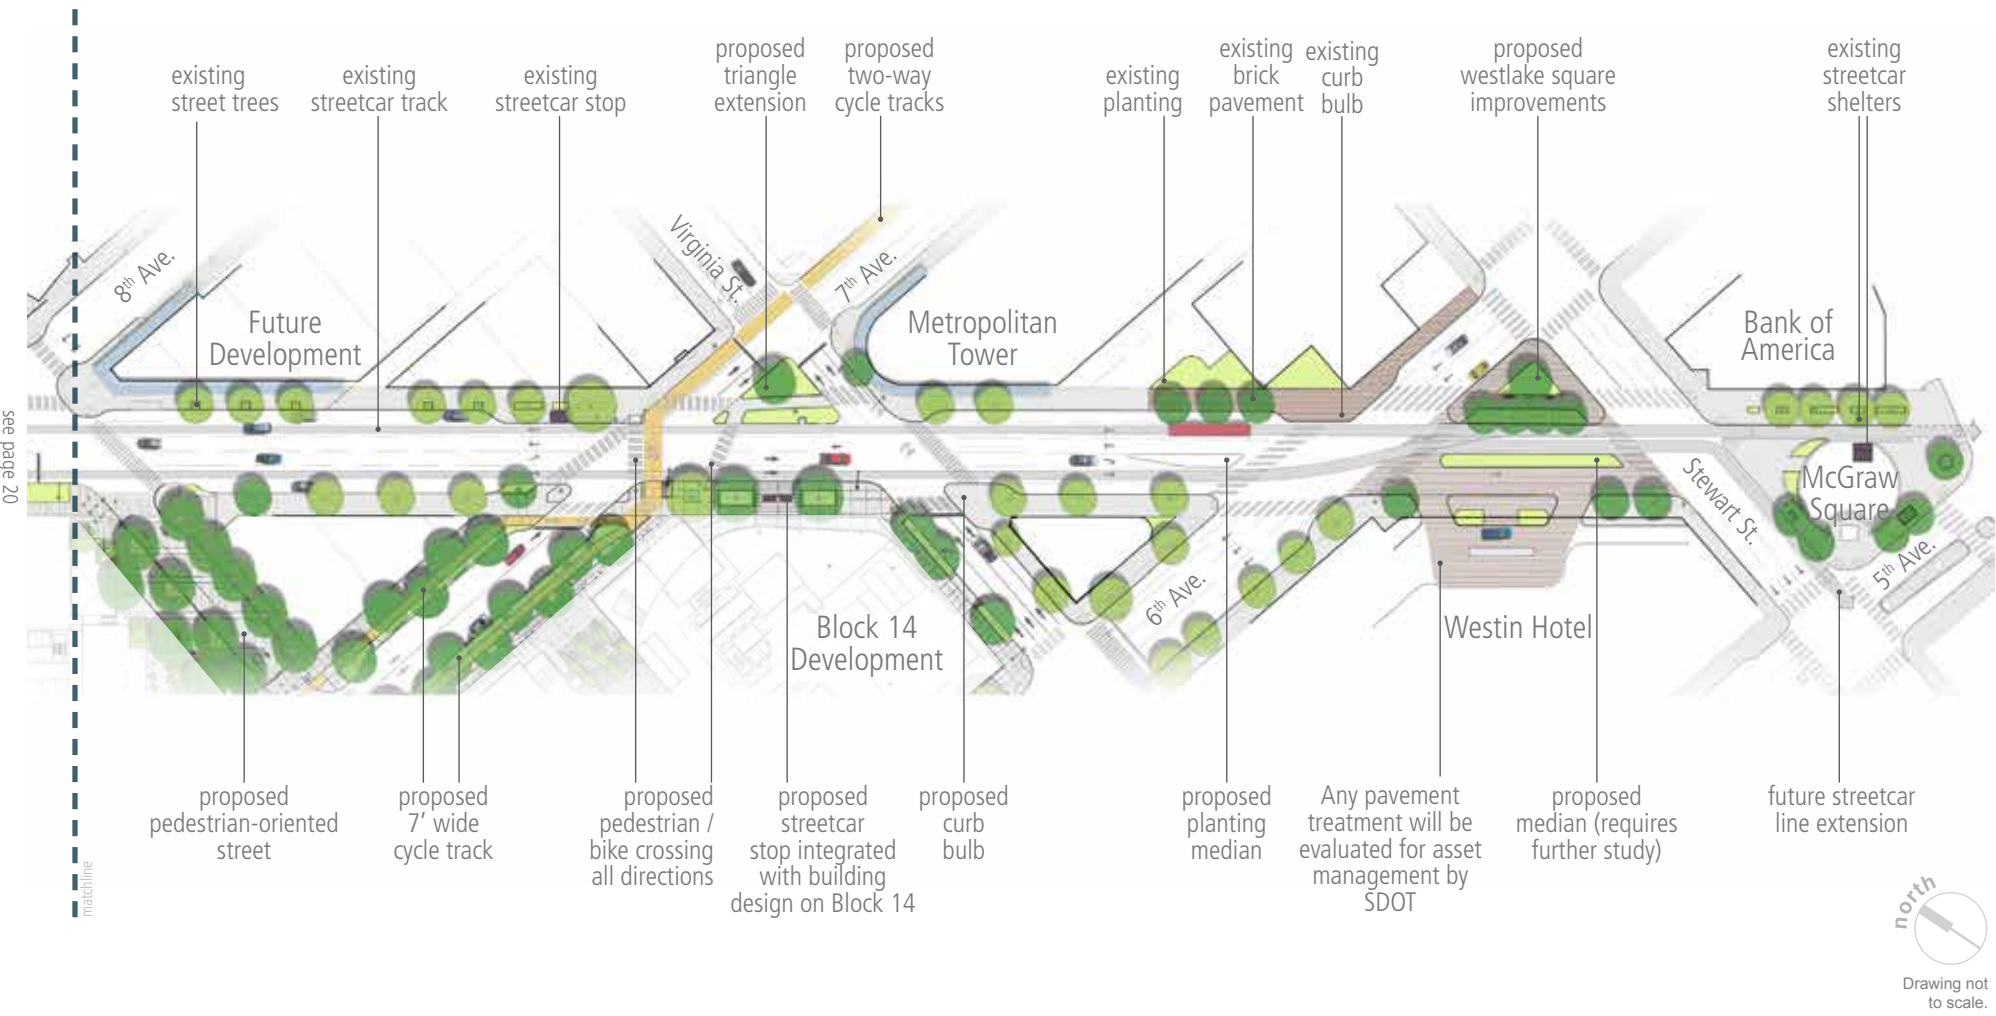 existing
street trees
existing
streetcar track
existing
streetcar stop
proposed
triangle
extension
proposed
two-way
cycle tracks
existing
planting
existing
brick
pavement
existing
curb
bulb
proposed
westlake square
improvements
existing
streetcar
shelters
8th Ave.
Virginia St.
7th Ave.
Future
Development
Metropolitan
Tower
Bank of
America
see page 20
McGraw
Square
Stewart St.
5th Ave.
6th Ave.
Block 14
Development
Westin Hotel
proposed
pedestrian-oriented
street
proposed
7’ wide
cycle track
proposed
pedestrian /
bike crossing
all directions
proposed
streetcar
stop integrated
with building
design on Block 14
proposed
curb
bulb
proposed
planting
median
Any pavement
treatment will be
evaluated for asset
management by
SDOT
proposed
median (requires
further study)
future streetcar
line extension
matchline
north
Drawing not
to scale.